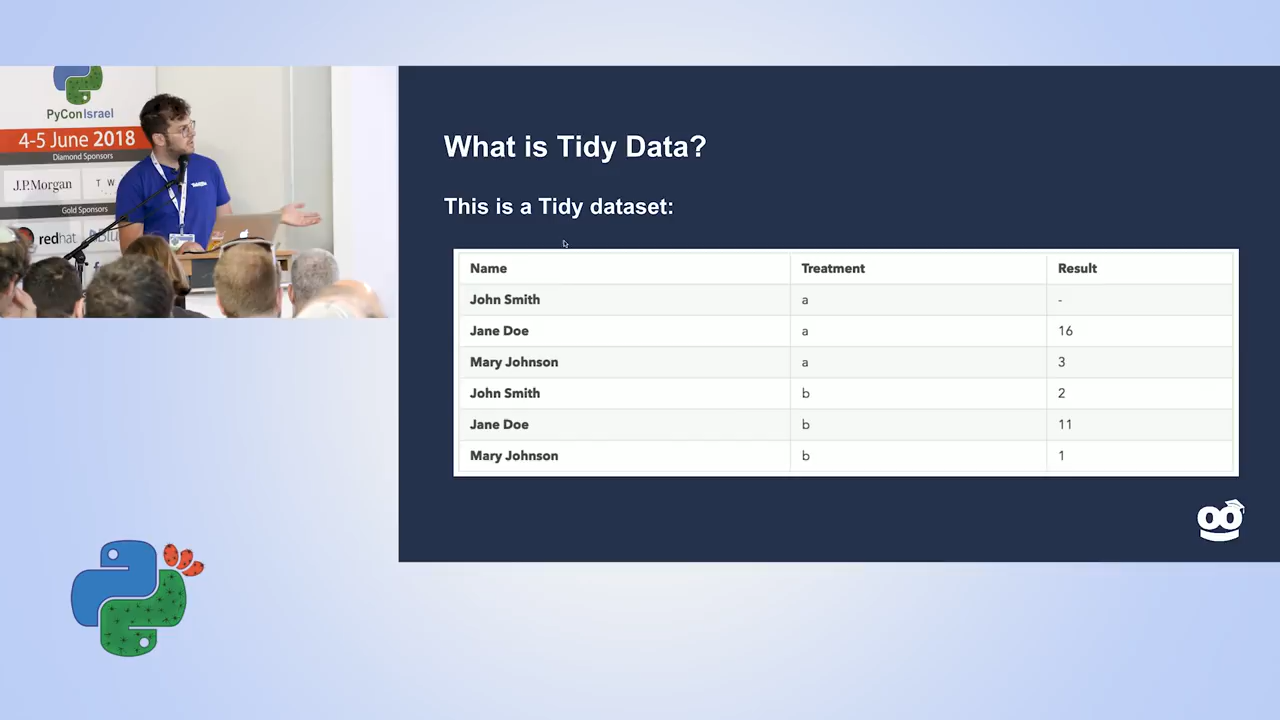 PyConIsrael
4-5 June 2018
Diamond Sponsors
J.P.Morgan
T W
Gold Sponsors
redhat
What is Tidy Data?
This is a Tidy dataset:
Name Treatment Result
John Smith a -
Jane Doe a 16
Mary Johnson a 3
John Smith b 2
Jane Doe b 11
Mary Johnson b 1